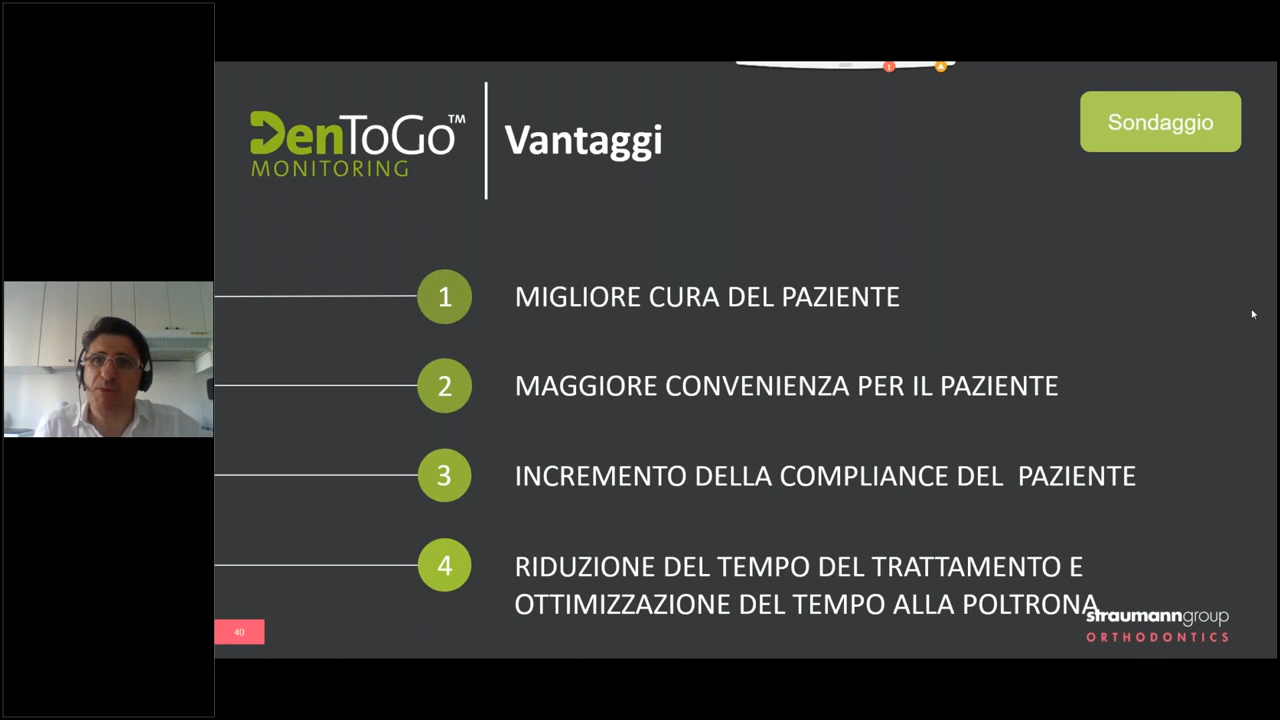 DenToGo™
MONITORING
Vantaggi
Sondaggio
1
MIGLIORE CURA DEL PAZIENTE
2
MAGGIORE CONVENIENZA PER IL PAZIENTE
3
INCREMENTO DELLA COMPLIANCE DEL PAZIENTE
4
RIDUZIONE DEL TEMPO DEL TRATTAMENTO E
OTTIMIZZAZIONE DEL TEMPO ALLA POLTRONA
straumanngroup
ORTHODONTICS
40